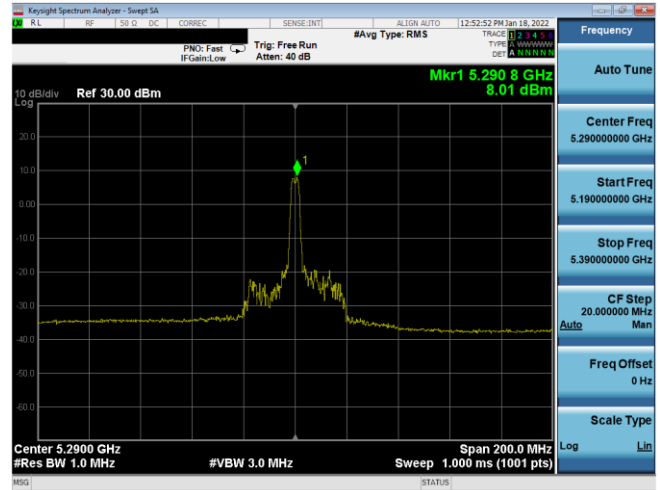 Keysight Spectrum Analyzer - Swept SA
RL RF 50 Ω DC CORREC SENSE:INT ALIGN AUTO 12:52:52 PM Jan 18, 2022
#Avg Type: RMS
TRACE 1 2 3 4 5 6
PNO: Fast Trig: Free Run TYPE A WWWWW
IFGain:Low Atten: 40 dB DET A N N N N N
Mkr1 5.290 8 GHz
8.01 dBm
10 dB/div Ref 30.00 dBm
Log
20.0
10.0
1
0.00
-10.0
-20.0
-30.0
-40.0
-50.0
-60.0
Center 5.2900 GHz Span 200.0 MHz
#Res BW 1.0 MHz #VBW 3.0 MHz Sweep 1.000 ms (1001 pts)
MSG STATUS
Frequency
Auto Tune
Center Freq
5.290000000 GHz
Start Freq
5.190000000 GHz
Stop Freq
5.390000000 GHz
CF Step
20.000000 MHz
Auto Man
Freq Offset
0 Hz
Scale Type
Log Lin